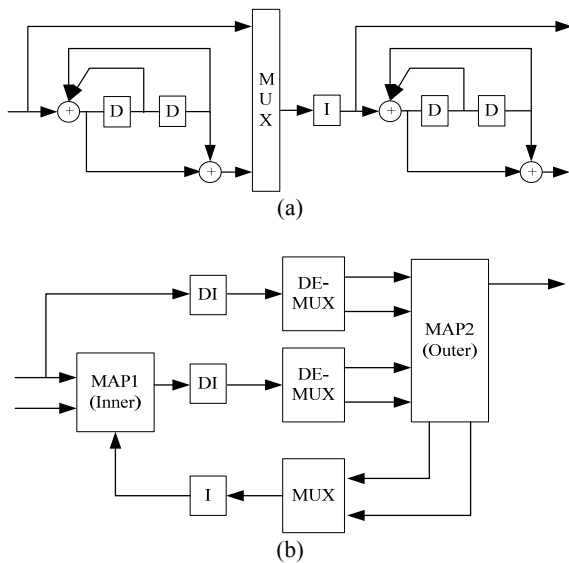 M
U
X
+
D
D
+
I
+
D
D
+
(a)
DI
DE-
MUX
MAP2
(Outer)
MAP1
(Inner)
DI
DE-
MUX
I
MUX
(b)